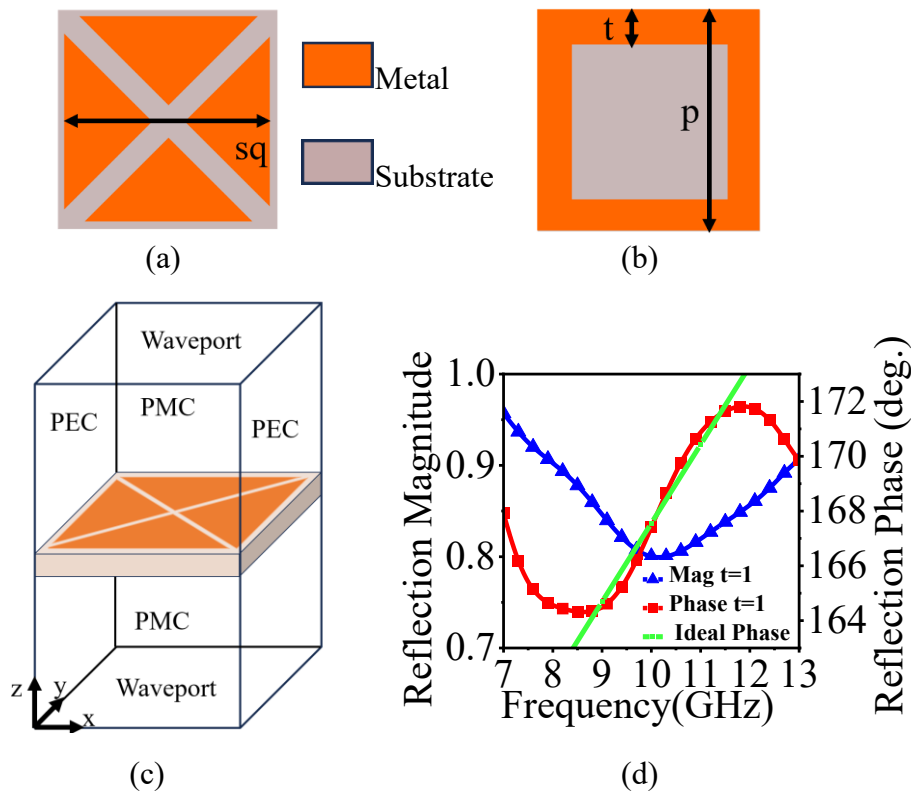 sq
Metal
Substrate
t
p
(a)
(b)
Waveport
PEC
PMC
PEC
PMC
Waveport
z
y
x
(c)
Reflection Magnitude
1.0
0.9
0.8
0.7
172
170
168
166
164
Reflection Phase (deg.)
Mag t=1
Phase t=1
Ideal Phase
7 8 9 10 11 12 13
Frequency(GHz)
(d)